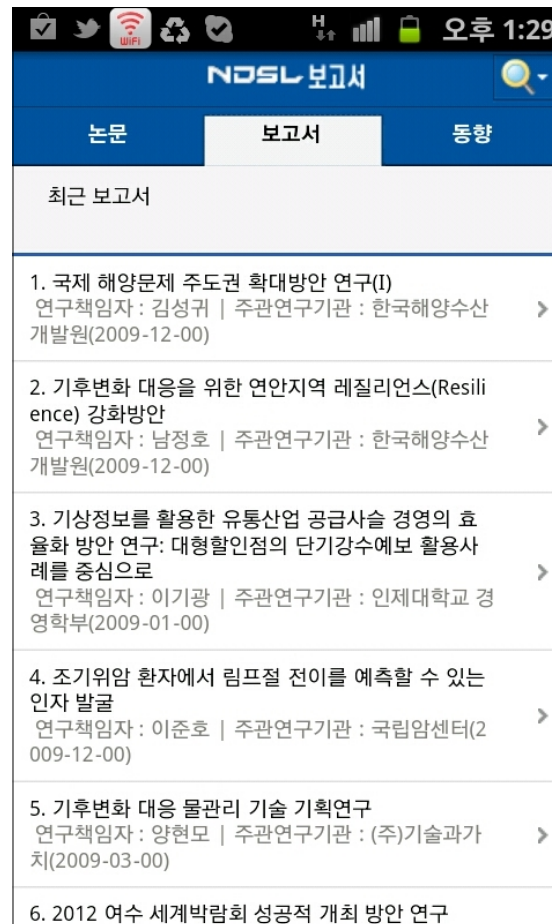 WiFi H 오후 1:29
NDSL 보고서
논문 보고서 동향
최근 보고서
1. 국제 해양문제 주도권 확대방안 연구(I)
연구책임자 : 김성귀 | 주관연구기관 : 한국해양수산
개발원(2009-12-00)
2. 기후변화 대응을 위한 연안지역 레질리언스(Resili
ence) 강화방안
연구책임자 : 남정호 | 주관연구기관 : 한국해양수산
개발원(2009-12-00)
3. 기상정보를 활용한 유통산업 공급사슬 경영의 효
율화 방안 연구: 대형할인점의 단기강수예보 활용사
례를 중심으로
연구책임자 : 이기광 | 주관연구기관 : 인제대학교 경
영학부(2009-01-00)
4. 조기위암 환자에서 림프절 전이를 예측할 수 있는
인자 발굴
연구책임자 : 이준호 | 주관연구기관 : 국립암센터(2
009-12-00)
5. 기후변화 대응 물관리 기술 기획연구
연구책임자 : 양현모 | 주관연구기관 : (주)기술과가
치(2009-03-00)
6. 2012 여수 세계박람회 성공적 개최 방안 연구